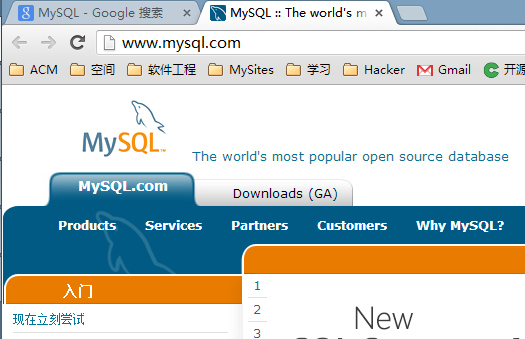 MySQL - Google 搜索
MySQL :: The world's m
www.mysql.com
ACM 空间 软件工程 MySites 学习 Hacker Gmail 开源
MySQL™
The world's most popular open source database
MySQL.com Downloads (GA)
Products Services Partners Customers Why MySQL?
入门
现在立刻尝试
1
2
3
New